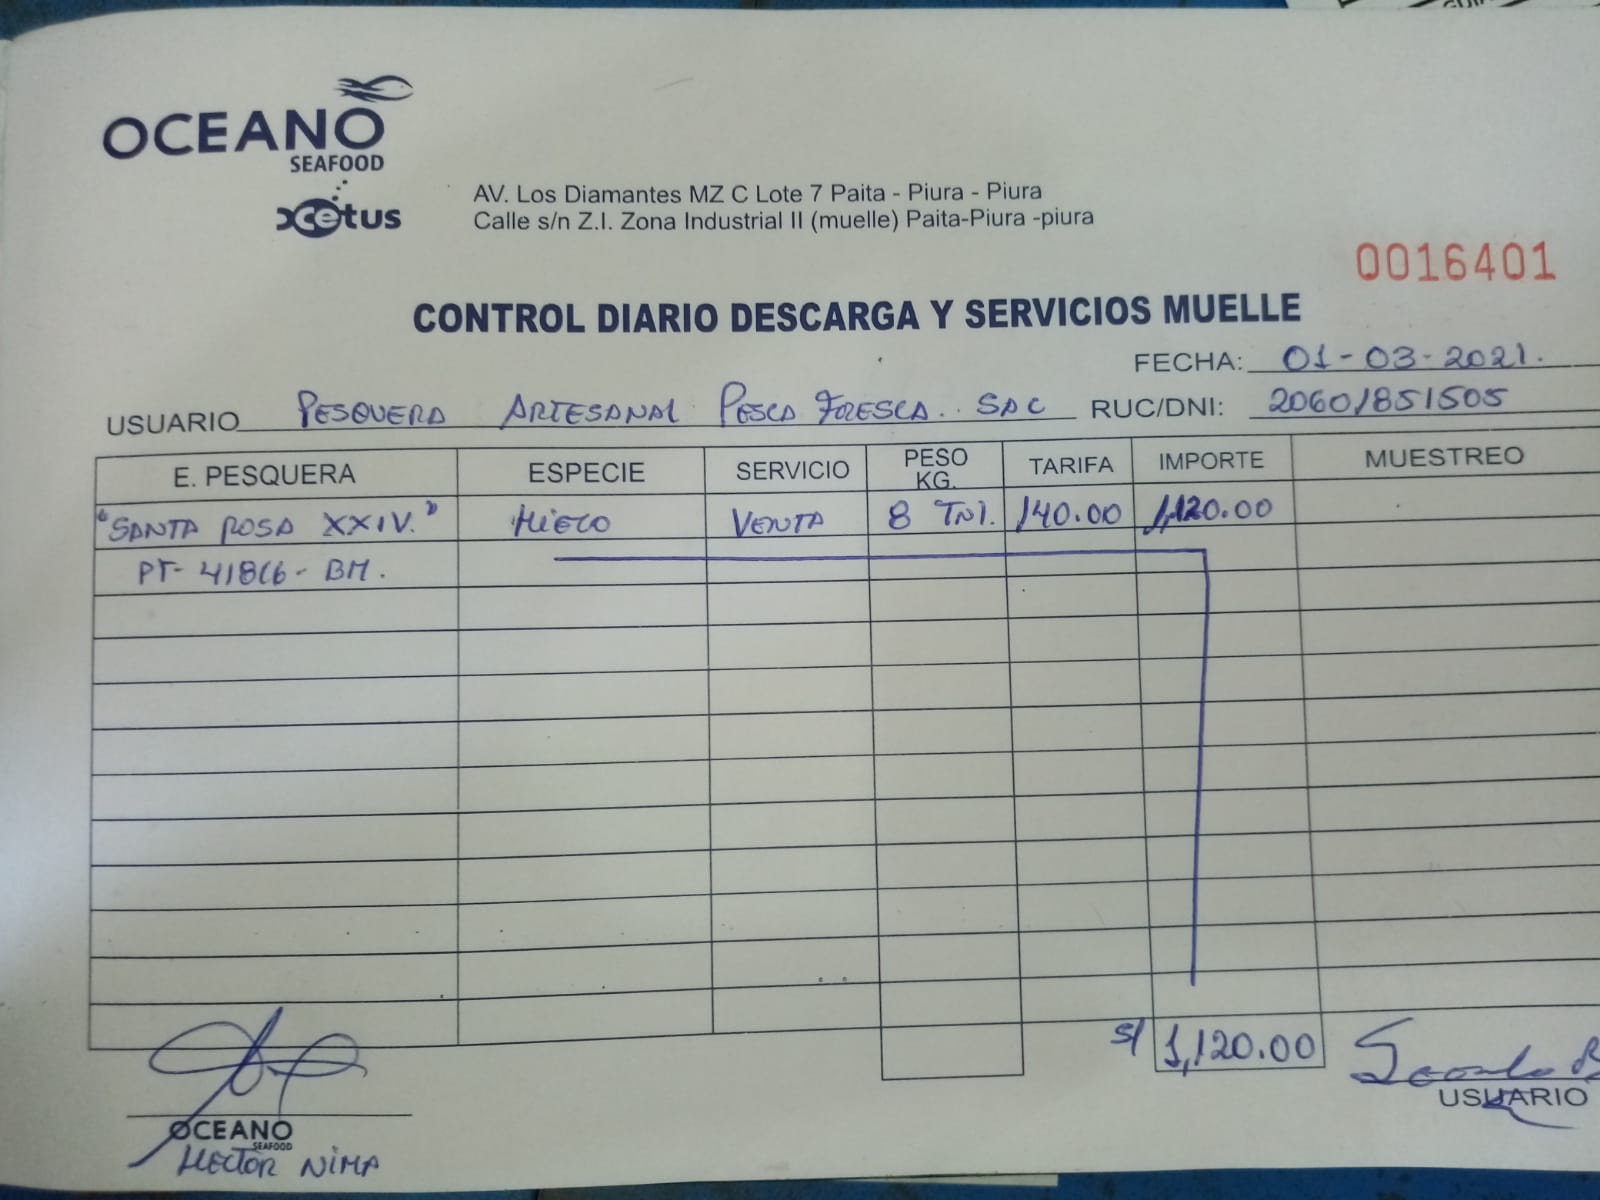 OCEANO
SEAFOOD
xcetus
AV. Los Diamantes MZ C Lote 7 Paita - Piura - Piura
Calle s/n Z.I. Zona Industrial II (muelle) Paita-Piura -piura
0016401
CONTROL DIARIO DESCARGA Y SERVICIOS MUELLE
FECHA: 01-03-2021.
USUARIO PESQUERA ARTESANAL PESCA FRESCA.. SAC RUC/DNI: 20601851505
E. PESQUERA ESPECIE SERVICIO PESO KG. TARIFA IMPORTE MUESTREO
"SANTA ROSA XXIV." HIELO VENTA 8 TNS. 140.00 1,120.00
PT- 41866- BM.
S/ 1,120.00
USUARIO
OCEANO
SEAFOOD
HECTOR NIMA